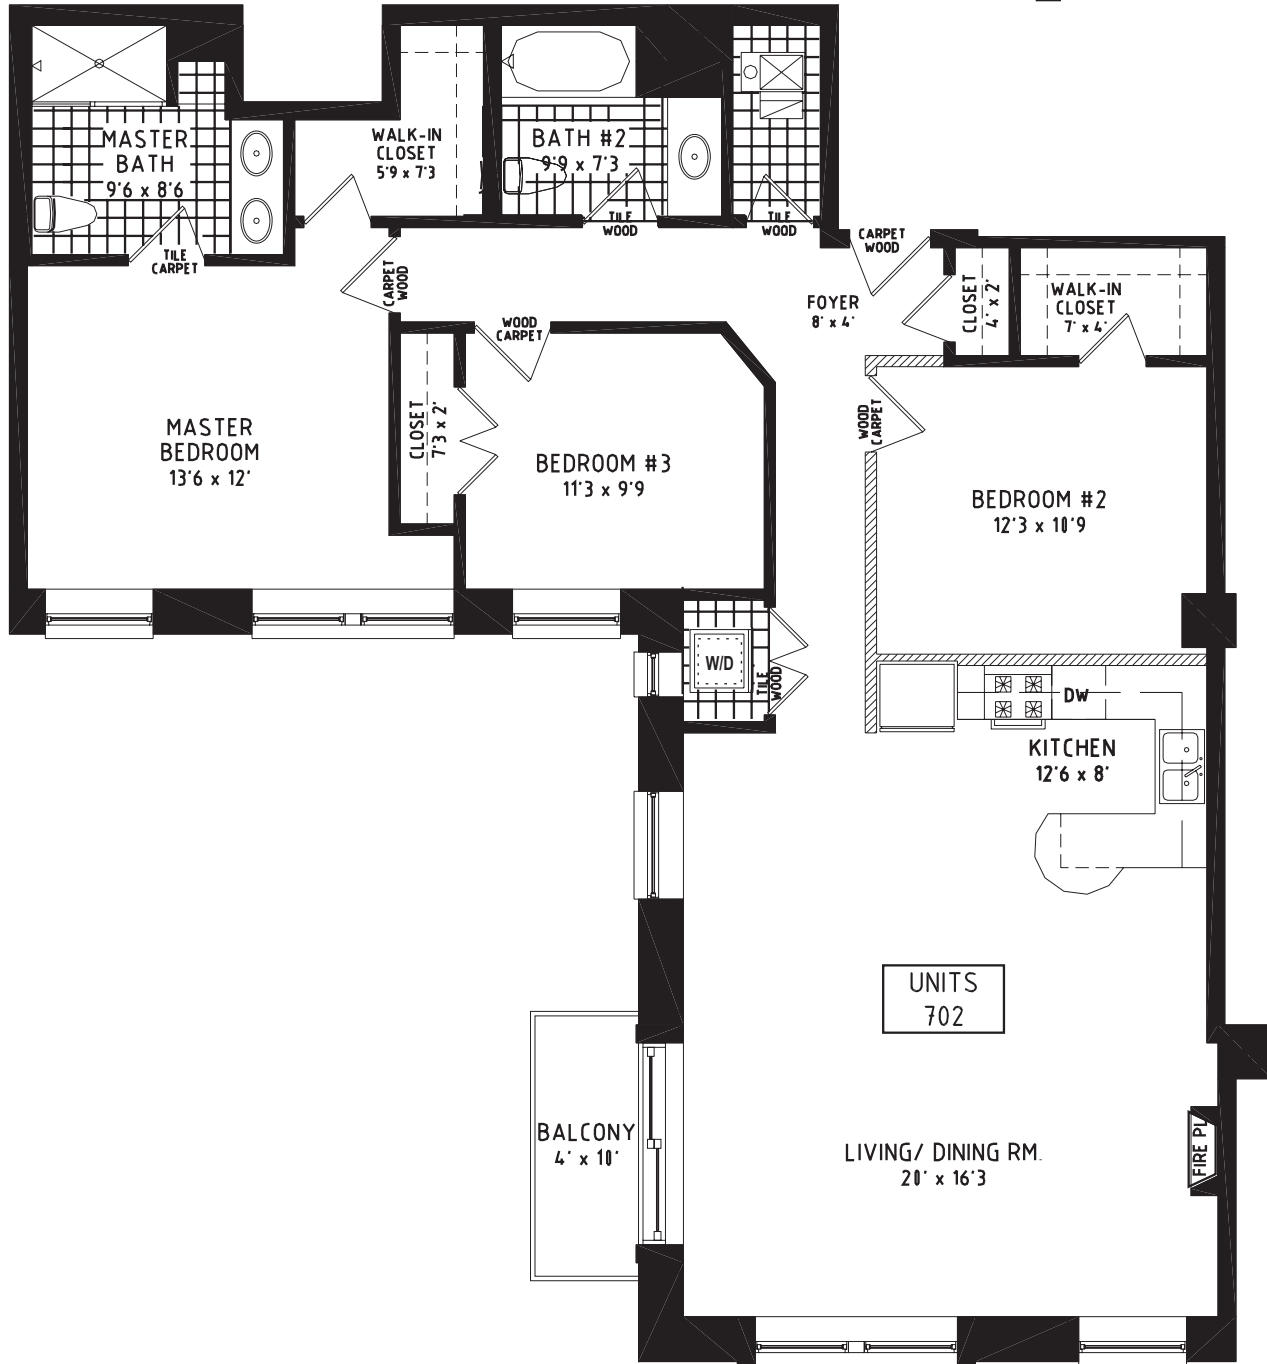 MASTER
BATH
9'6 x 8'6
TILE
CARPET
WALK-IN
CLOSET
5'9 x 7'3
BATH #2
9'9 x 7'3
TILE
WOOD
TILE
WOOD
CARPET
WOOD
CARPET
WOOD
FOYER
8' x 4'
CLOSET
4' x 2'
WALK-IN
CLOSET
7' x 4'
WOOD
CARPET
CLOSET
7'3 x 2'
WOOD
CARPET
MASTER
BEDROOM
13'6 x 12'
BEDROOM #3
11'3 x 9'9
BEDROOM #2
12'3 x 10'9
W/D
TILE
WOOD
DW
KITCHEN
12'6 x 8'
UNITS
702
BALCONY
4' x 10'
LIVING/ DINING RM.
20' x 16'3
FIRE PL